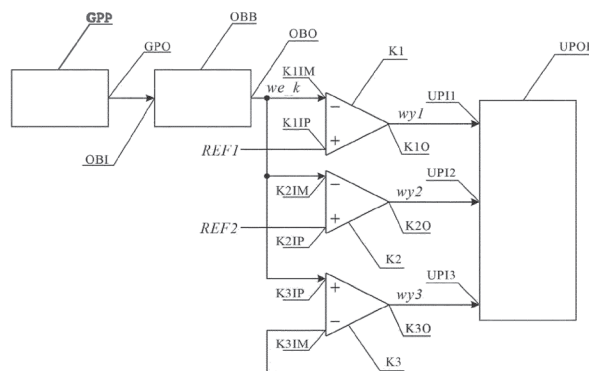 GPP
OBB
UPOI
GPO
OBO
K1
we_k
K1IM
UPI1
−
wy1
K1IP
+
OBI
REF1
K1O
UPI2
−
wy2
K2IM
REF2
+
K2O
K2IP
K2
UPI3
K3IP
+
wy3
−
K3O
K3IM
K3